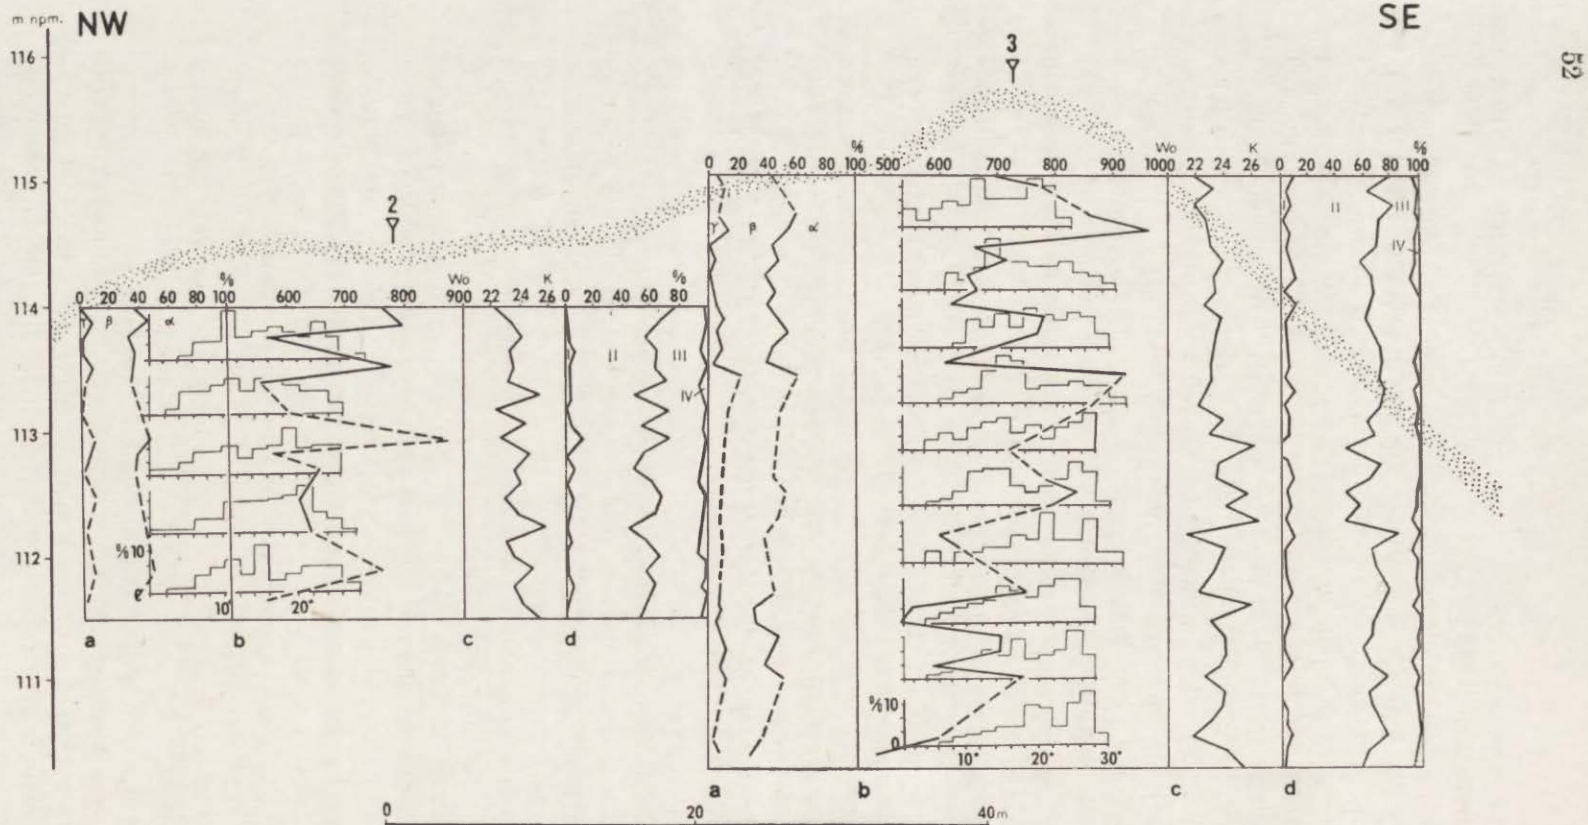 m npm.
NW
SE
52
116
115
114
113
112
111
2
3
0 20 40 60 80 100 %
600 700 800 900 Wo
22 24 26 K
0 20 40 60 80 %
γ β α
I II III
IV
% 10
0
10° 20°
a b c d
0 20 40 60 80 100 %
500 600 700 800 900 1000 Wo
22 24 26 K
0 20 40 60 80 100 %
γ β α
I II III
IV
% 10
0
10° 20° 30°
a b c d
0 20 40 m